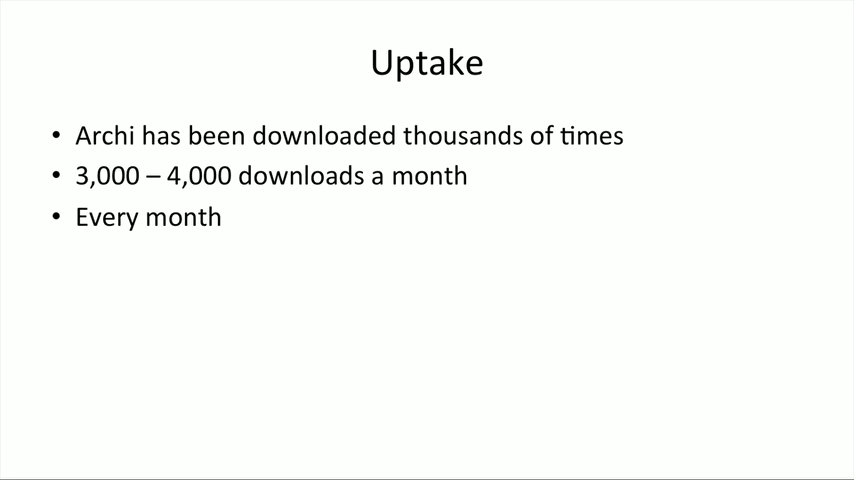 Uptake
• Archi has been downloaded thousands of times
• 3,000 – 4,000 downloads a month
• Every month